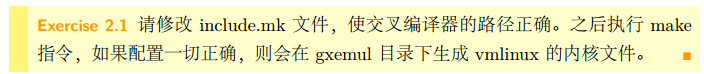 Exercise 2.1 请修改 include.mk 文件，使交叉编译器的路径正确。之后执行 make
指令，如果配置一切正确，则会在 gxemul 目录下生成 vmlinux 的内核文件。